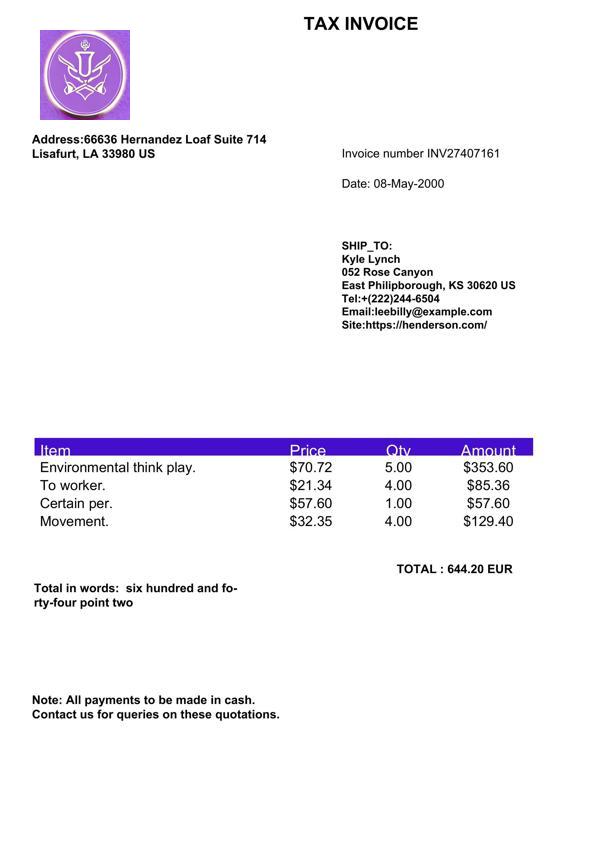 TAX INVOICE
U
Address:66636 Hernandez Loaf Suite 714
Lisafurt, LA 33980 US
Invoice number INV27407161
Date: 08-May-2000
SHIP_TO:
Kyle Lynch
052 Rose Canyon
East Philipborough, KS 30620 US
Tel:+(222)244-6504
Email:leebilly@example.com
Site:https://henderson.com/
Item Price Qty Amount
Environmental think play. $70.72 5.00 $353.60
To worker. $21.34 4.00 $85.36
Certain per. $57.60 1.00 $57.60
Movement. $32.35 4.00 $129.40
TOTAL : 644.20 EUR
Total in words:  six hundred and fo-
rty-four point two
Note: All payments to be made in cash.
Contact us for queries on these quotations.